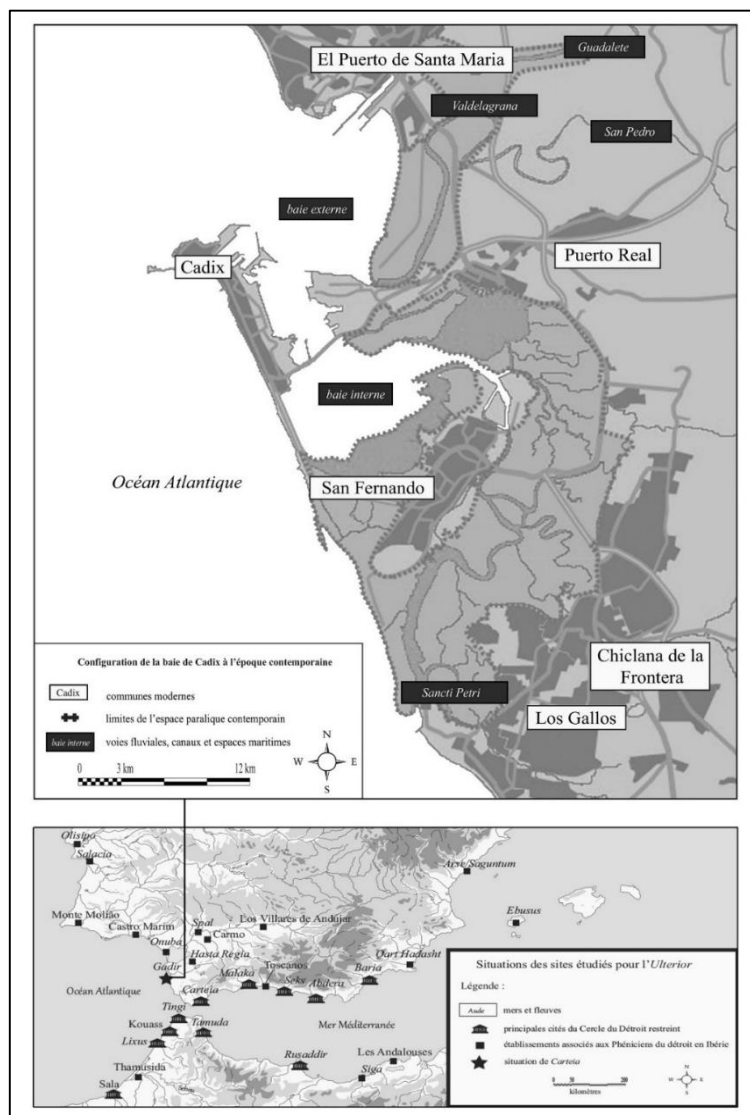 El Puerto de Santa Maria
Guadalete
Valdelagrana
San Pedro
baie externe
Cadix
Puerto Real
baie interne
Océan Atlantique
San Fernando
Chiclana de la
Frontera
Sancti Petri
Los Gallos
Configuration de la baie de Cadix à l'époque contemporaine
Cadix communes modernes
limites de l'espace paralique contemporain
baie interne voies fluviales, canaux et espaces maritimes
0 3 km 12 km
N
W E
S
Olisipo
Salacia
Arse/Saguntum
Monte Molião
Castro Marim
Spal
Los Villares de Andújar
Ebusus
Onuba
Carmo
Hasta Regia
Qart Hadasht
Gadir
Malaka
Toscanos
Seks
Abdera
Baria
Océan Atlantique
Carteia
Tingi
Kouass
Tamuda
Mer Méditerranée
Lixus
Rusaddir
Les Andalouses
Thamusida
Siga
Sala
Situations des sites étudiés pour l'Ulterior
Légende :
Aude mers et fleuves
principales cités du Cercle du Détroit restreint
établissements associés aux Phéniciens du détroit en Ibérie
situation de Carteia
0 50 200
kilomètres
N
W E
S